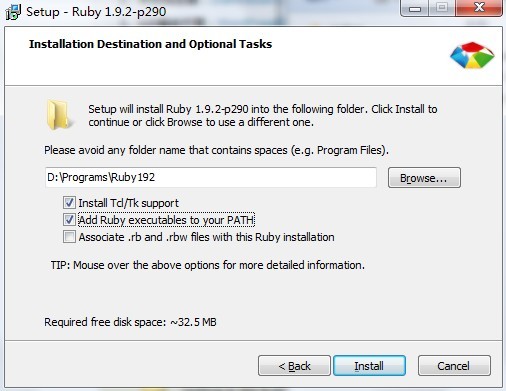 Setup - Ruby 1.9.2-p290
Installation Destination and Optional Tasks
Setup will install Ruby 1.9.2-p290 into the following folder. Click Install to
continue or click Browse to use a different one.
Please avoid any folder name that contains spaces (e.g. Program Files).
D:\Programs\Ruby192
Browse...
Install Tcl/Tk support
Add Ruby executables to your PATH
Associate .rb and .rbw files with this Ruby installation
TIP: Mouse over the above options for more detailed information.
Required free disk space: ~32.5 MB
< Back
Install
Cancel